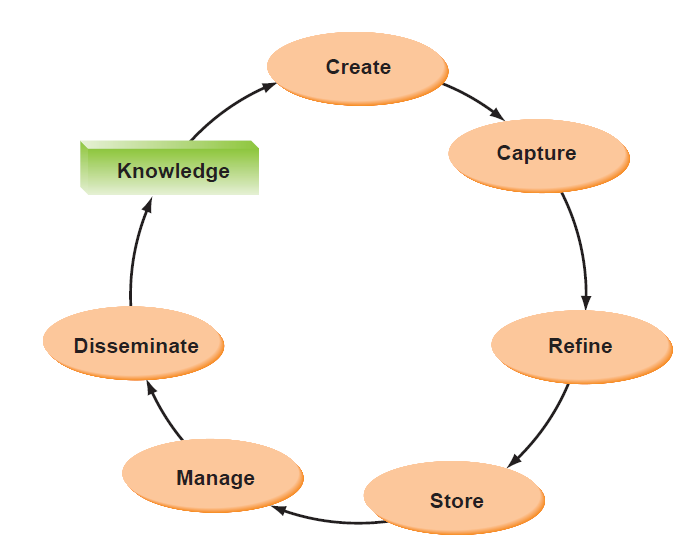 Create
Capture
Knowledge
Refine
Disseminate
Manage
Store